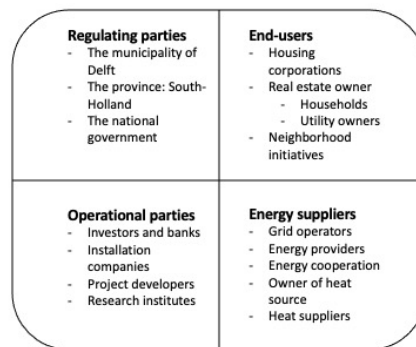 Regulating parties
- The municipality of
Delft
- The province: South-
Holland
- The national
government
End-users
- Housing
corporations
- Real estate owner
- Households
- Utility owners
- Neighborhood
initiatives
Operational parties
- Investors and banks
- Installation
companies
- Project developers
- Research institutes
Energy suppliers
- Grid operators
- Energy providers
- Energy cooperation
- Owner of heat
source
- Heat suppliers